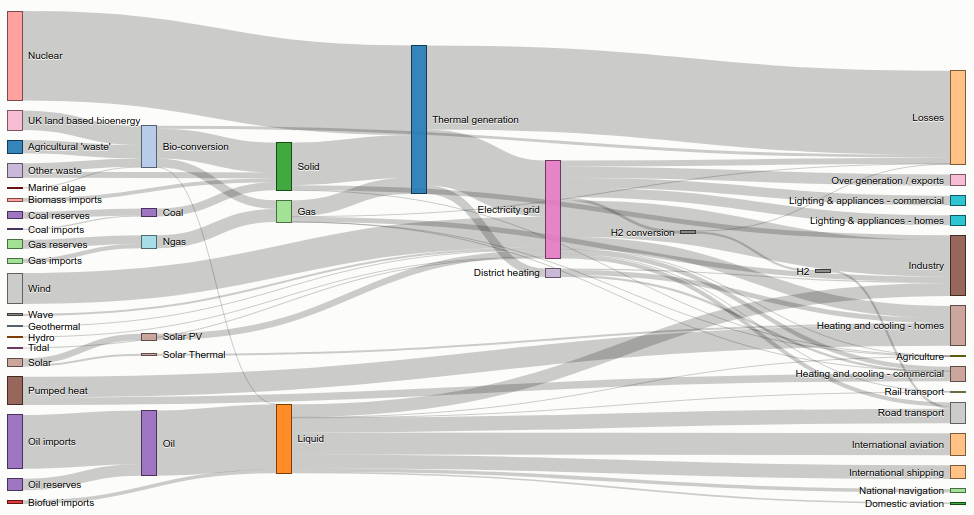 Nuclear
UK land based bioenergy
Agricultural 'waste'
Other waste
Marine algae
Biomass imports
Coal reserves
Coal imports
Gas reserves
Gas imports
Wind
Wave
Geothermal
Hydro
Tidal
Solar
Pumped heat
Oil imports
Oil reserves
Biofuel imports
Bio-conversion
Coal
Ngas
Solar PV
Solar Thermal
Oil
Solid
Gas
Liquid
Thermal generation
Electricity grid
District heating
H2 conversion
H2
Losses
Over generation / exports
Lighting & appliances - commercial
Lighting & appliances - homes
Industry
Heating and cooling - homes
Agriculture
Heating and cooling - commercial
Rail transport
Road transport
International aviation
International shipping
National navigation
Domestic aviation